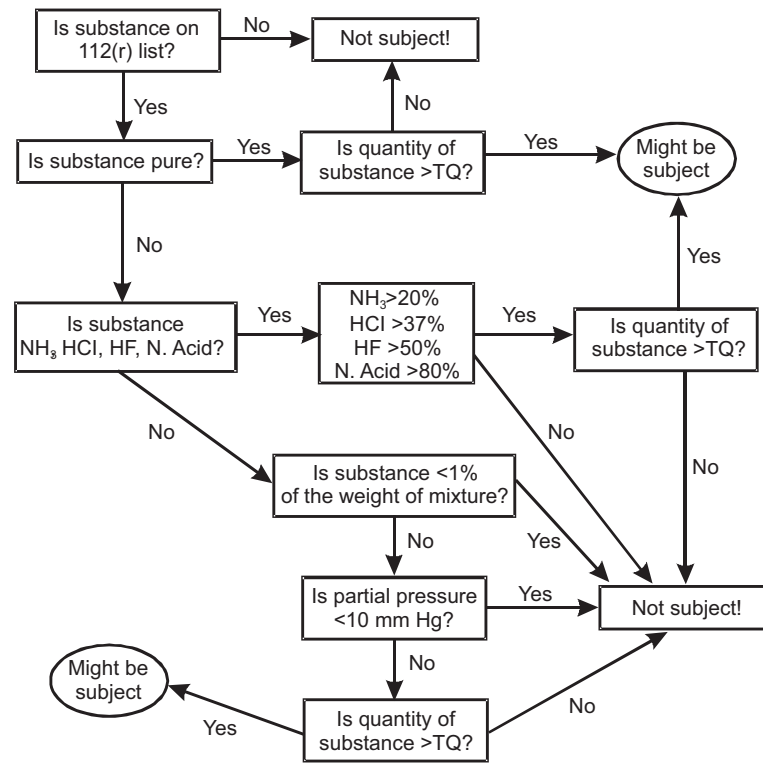 Is substance on
112(r) list?
No
Not subject!
Yes
No
Is substance pure?
Yes
Is quantity of
substance >TQ?
Yes
Might be
subject
No
Yes
Is substance
NH₃ HCl, HF, N. Acid?
Yes
NH₃>20%
HCl >37%
HF >50%
N. Acid >80%
Yes
Is quantity of
substance >TQ?
No
No
No
Is substance <1%
of the weight of mixture?
No
Yes
Is partial pressure
<10 mm Hg?
Yes
Not subject!
Might be
subject
No
Yes
Is quantity of
substance >TQ?
No